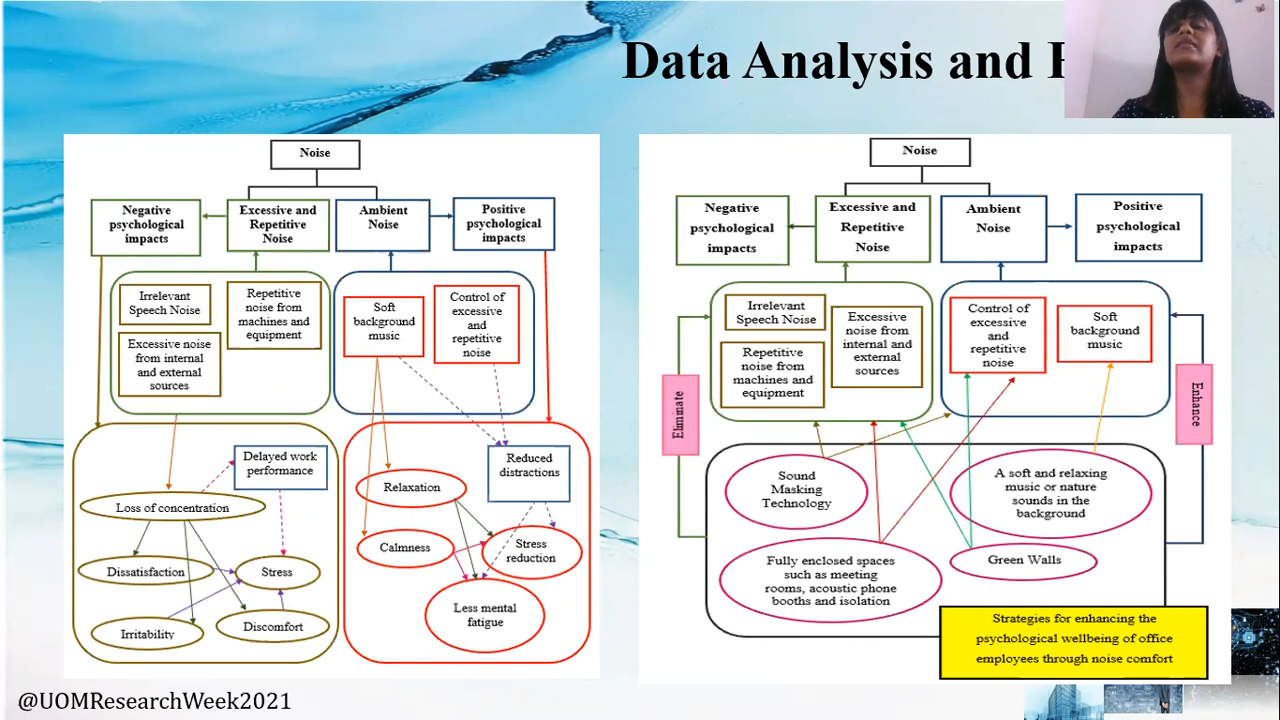 Data Analysis and
Noise
Negative
psychological
impacts
Excessive and
Repetitive
Noise
Ambient
Noise
Positive
psychological
impacts
Irrelevant
Speech Noise
Repetitive
noise from
machines and
equipment
Excessive noise
from internal
and external
sources
Soft
background
music
Control of
excessive
and
repetitive
noise
Delayed work
performance
Loss of concentration
Dissatisfaction
Stress
Irritability
Discomfort
Reduced
distractions
Relaxation
Calmness
Stress
reduction
Less mental
fatigue
Noise
Negative
psychological
impacts
Excessive and
Repetitive
Noise
Ambient
Noise
Positive
psychological
impacts
Irrelevant
Speech Noise
Excessive
noise from
internal and
external
sources
Repetitive
noise from
machines and
equipment
Control of
excessive
and
repetitive
noise
Soft
background
music
Eliminate
Enhance
Sound
Masking
Technology
A soft and relaxing
music or nature
sounds in the
background
Fully enclosed spaces
such as meeting
rooms, acoustic phone
booths and isolation
Green Walls
Strategies for enhancing the
psychological wellbeing of office
employees through noise comfort
@UOMResearchWeek2021